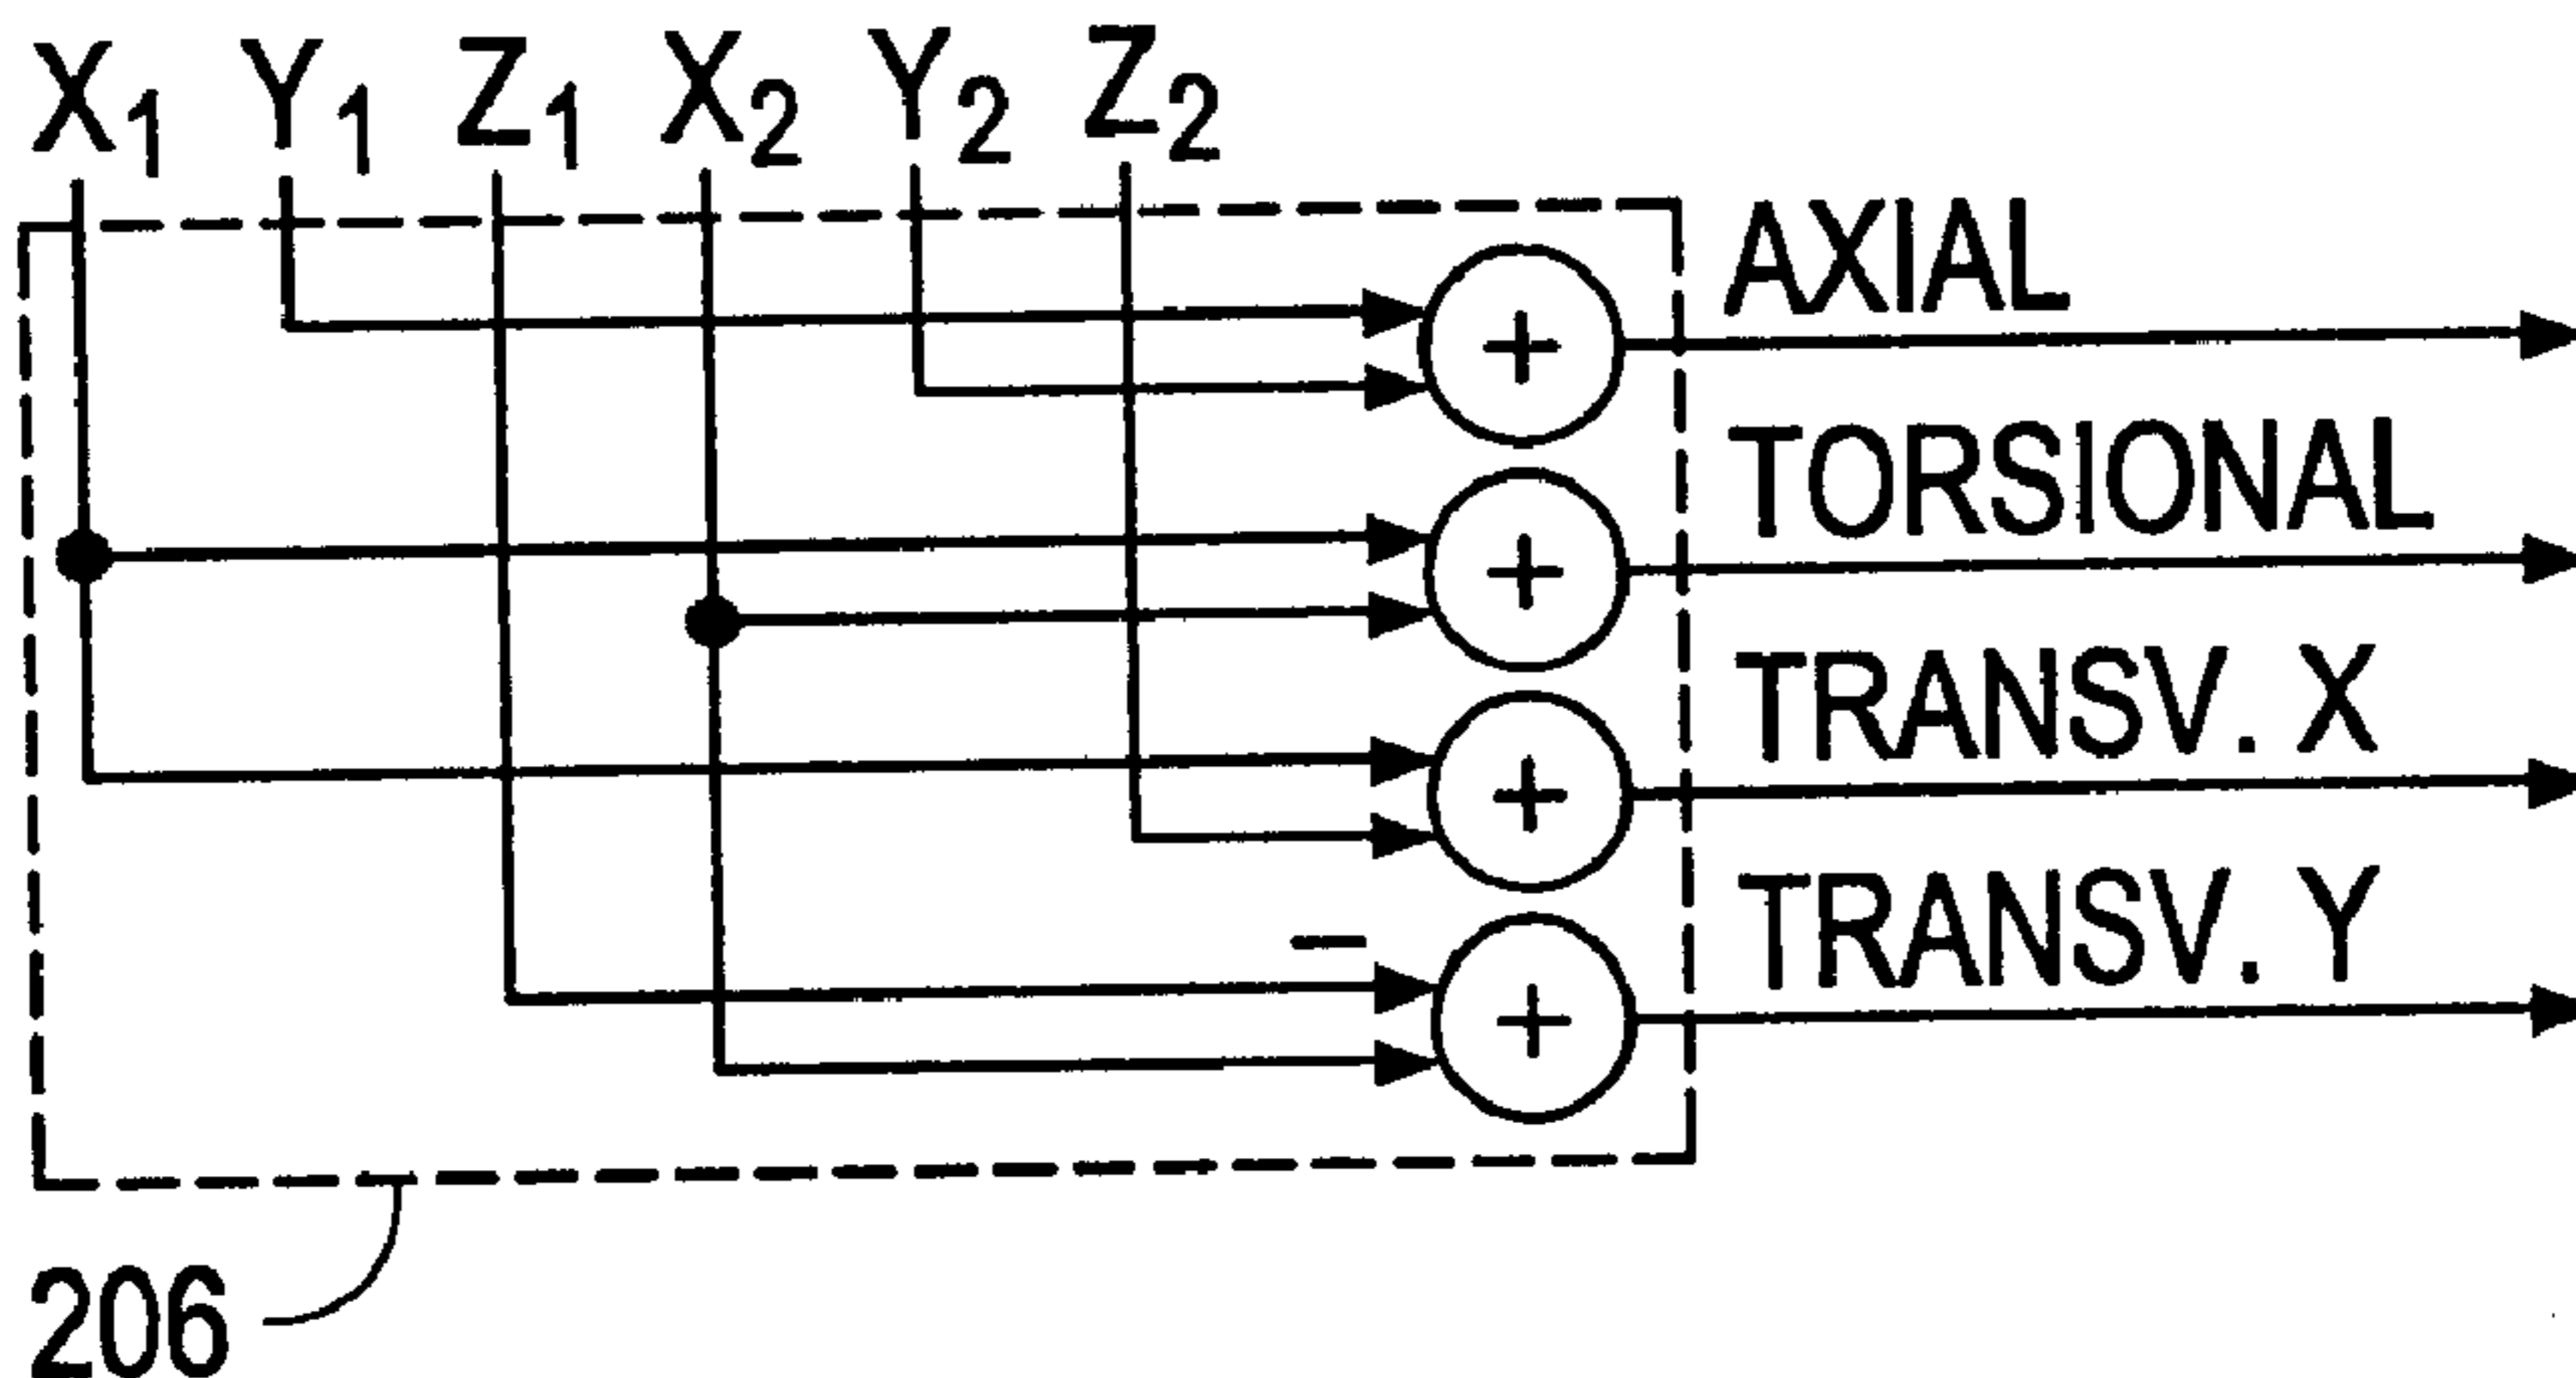 X1 Y1 Z1 X2 Y2 Z2
AXIAL
+
TORSIONAL
+
TRANSV. X
+
–
TRANSV. Y
+
206